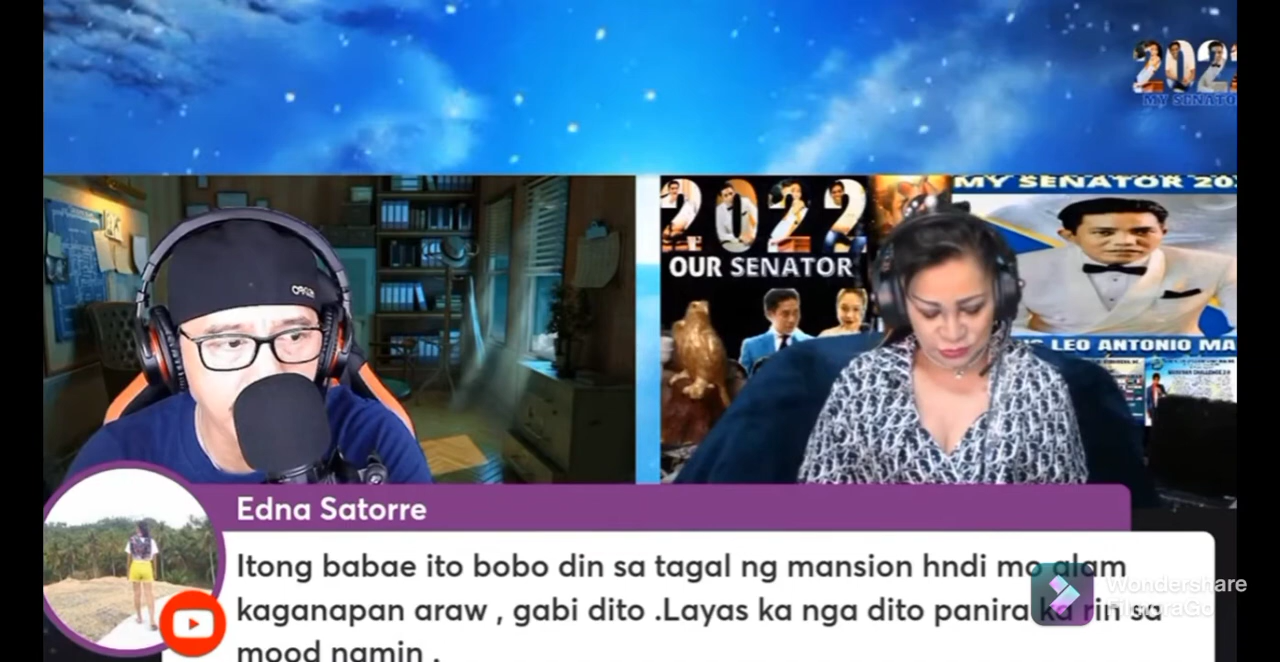 2022
MY SENATO
MY SENATOR 20
2022
OUR SENATOR
LEO ANTONIO MA
Edna Satorre
Itong babae ito bobo din sa tagal ng mansion hndi mo alam
kaganapan araw , gabi dito .Layas ka nga dito panira ka rin sa
mood namin .
Wondershare
FilmoraGo